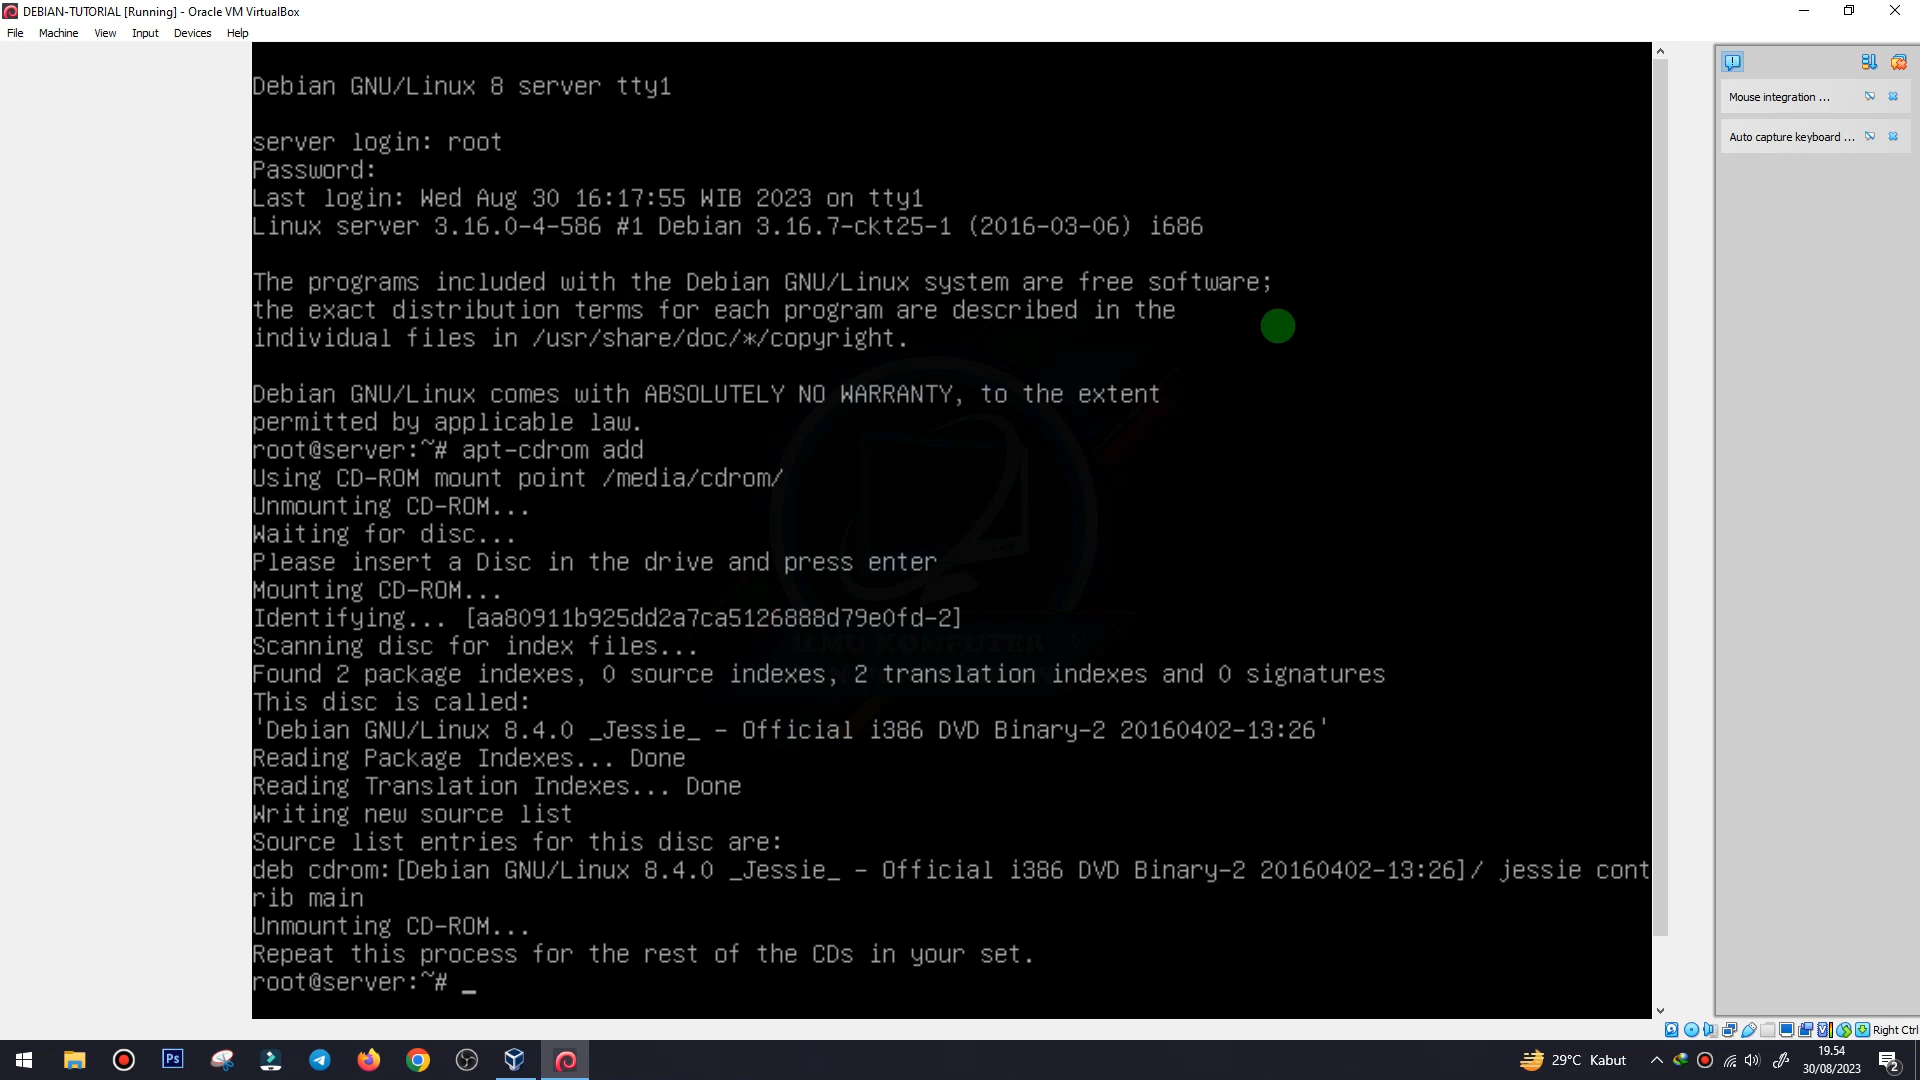 DEBIAN-TUTORIAL [Running] - Oracle VM VirtualBox
File Machine View Input Devices Help
Debian GNU/Linux 8 server tty1
server login: root
Password:
Last login: Wed Aug 30 16:17:55 WIB 2023 on tty1
Linux server 3.16.0-4-586 #1 Debian 3.16.7-ckt25-1 (2016-03-06) i686
The programs included with the Debian GNU/Linux system are free software;
the exact distribution terms for each program are described in the
individual files in /usr/share/doc/*/copyright.
Debian GNU/Linux comes with ABSOLUTELY NO WARRANTY, to the extent
permitted by applicable law.
root@server:~# apt-cdrom add
Using CD-ROM mount point /media/cdrom/
Unmounting CD-ROM...
Waiting for disc...
Please insert a Disc in the drive and press enter
Mounting CD-ROM...
Identifying... [aa80911b925dd2a7ca5126888d79e0fd-2]
Scanning disc for index files...
Found 2 package indexes, 0 source indexes, 2 translation indexes and 0 signatures
This disc is called:
'Debian GNU/Linux 8.4.0 _Jessie_ - Official i386 DVD Binary-2 20160402-13:26'
Reading Package Indexes... Done
Reading Translation Indexes... Done
Writing new source list
Source list entries for this disc are:
deb cdrom:[Debian GNU/Linux 8.4.0 _Jessie_ - Official i386 DVD Binary-2 20160402-13:26]/ jessie cont
rib main
Unmounting CD-ROM...
Repeat this process for the rest of the CDs in your set.
root@server:~# _
ILMU KOMPUTER
Mouse integration ...
Auto capture keyboard ...
Right Ctrl
Ps
29°C Kabut
19.54
30/08/2023
2